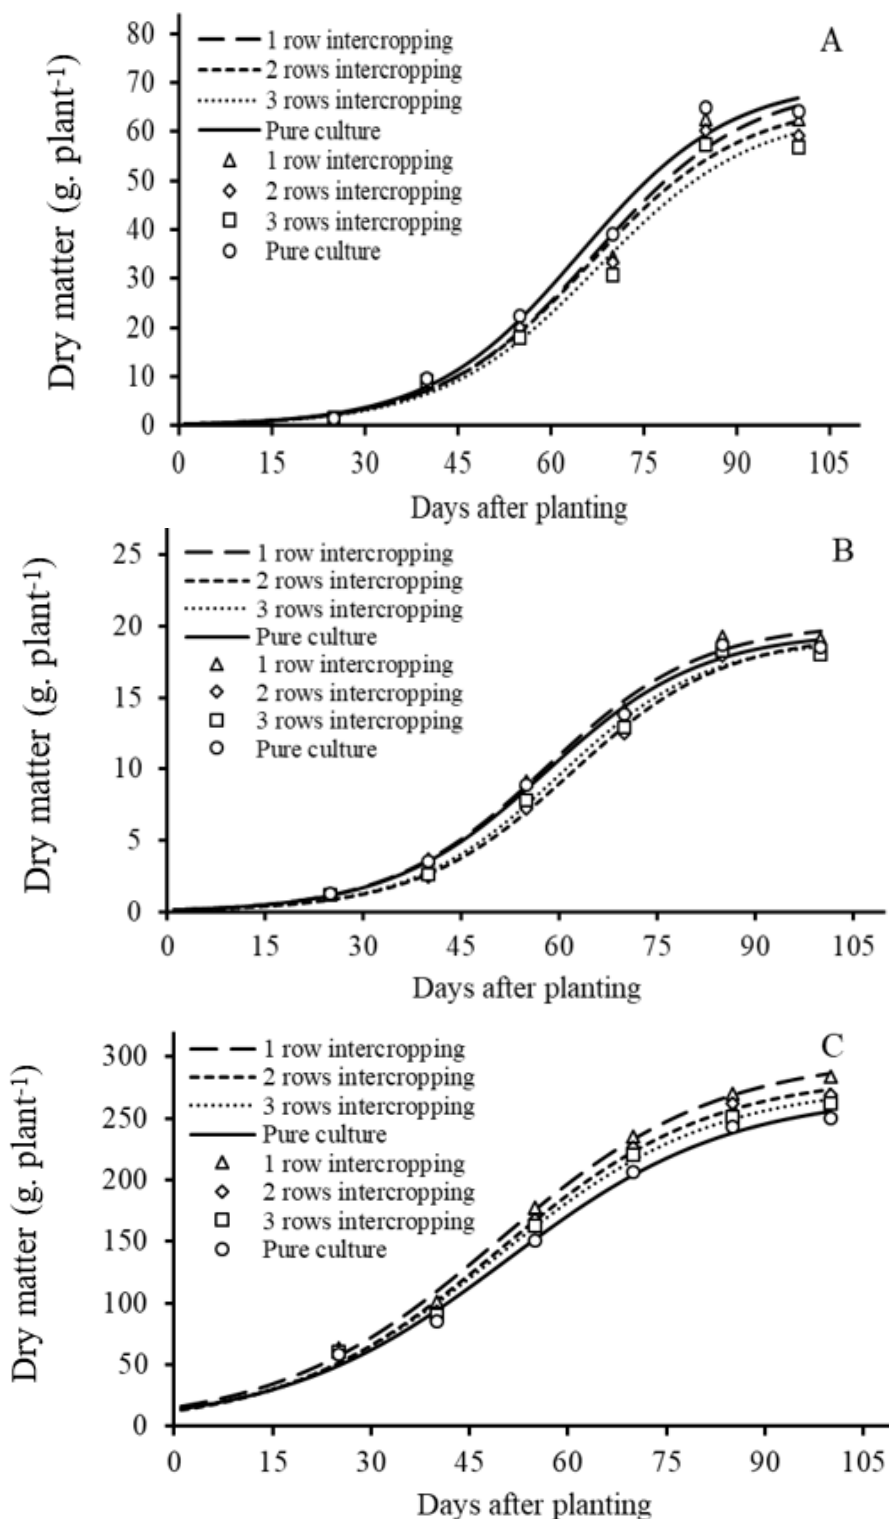 A
Dry matter (g. plant-1)
80
70
60
50
40
30
20
10
0
1 row intercropping
2 rows intercropping
3 rows intercropping
Pure culture
1 row intercropping
2 rows intercropping
3 rows intercropping
Pure culture
0 15 30 45 60 75 90 105
Days after planting
B
Dry matter (g. plant-1)
25
20
15
10
5
0
1 row intercropping
2 rows intercropping
3 rows intercropping
Pure culture
1 row intercropping
2 rows intercropping
3 rows intercropping
Pure culture
0 15 30 45 60 75 90 105
Days after planting
C
Dry matter (g. plant-1)
300
250
200
150
100
50
0
1 row intercropping
2 rows intercropping
3 rows intercropping
Pure culture
1 row intercropping
2 rows intercropping
3 rows intercropping
Pure culture
0 15 30 45 60 75 90 105
Days after planting